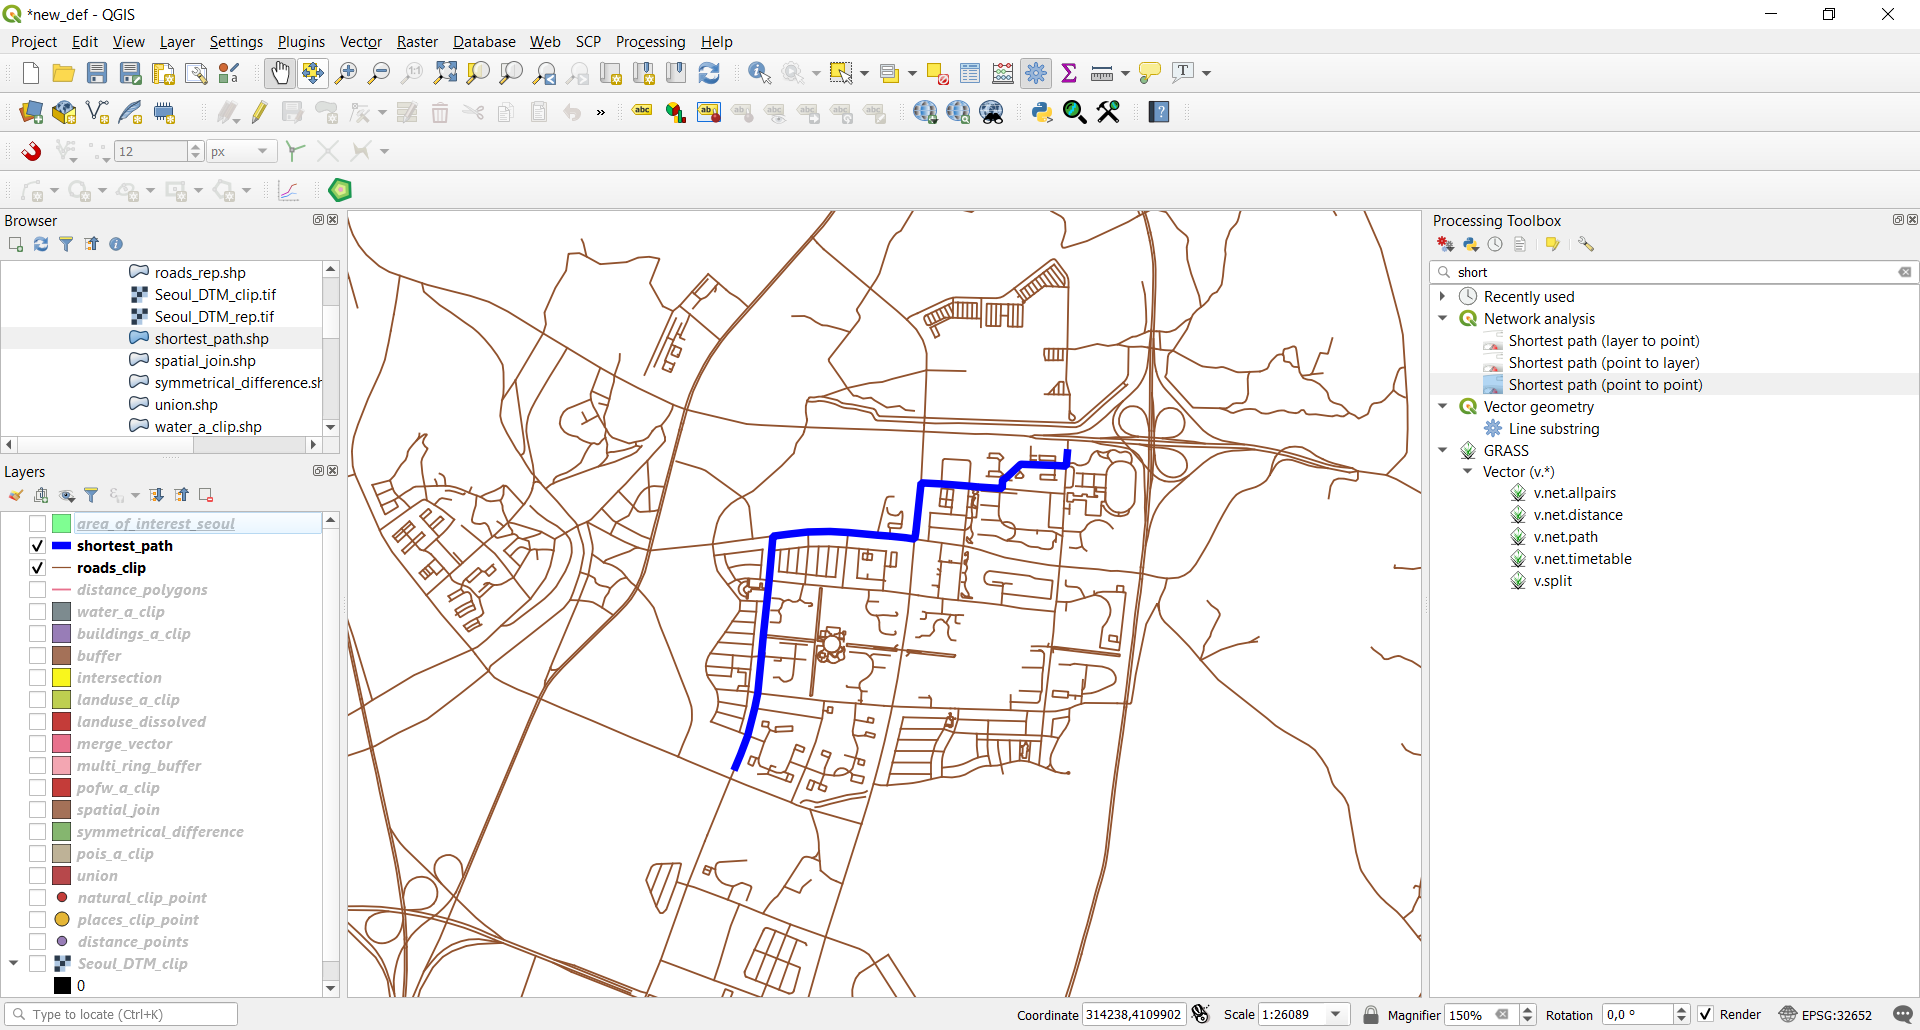 *new_def - QGIS
Project Edit View Layer Settings Plugins Vector Raster Database Web SCP Processing Help
12 px
Browser
roads_rep.shp
Seoul_DTM_clip.tif
Seoul_DTM_rep.tif
shortest_path.shp
spatial_join.shp
symmetrical_difference.sh
union.shp
water_a_clip.shp
Layers
area_of_interest_seoul
shortest_path
roads_clip
distance_polygons
water_a_clip
buildings_a_clip
buffer
intersection
landuse_a_clip
landuse_dissolved
merge_vector
multi_ring_buffer
pofw_a_clip
spatial_join
symmetrical_difference
pois_a_clip
union
natural_clip_point
places_clip_point
distance_points
Seoul_DTM_clip
0
Processing Toolbox
short
Recently used
Network analysis
Shortest path (layer to point)
Shortest path (point to layer)
Shortest path (point to point)
Vector geometry
Line substring
GRASS
Vector (v.*)
v.net.allpairs
v.net.distance
v.net.path
v.net.timetable
v.split
Type to locate (Ctrl+K) Coordinate 314238,4109902 Scale 1:26089 Magnifier 150% Rotation 0,0 ° Render EPSG:32652